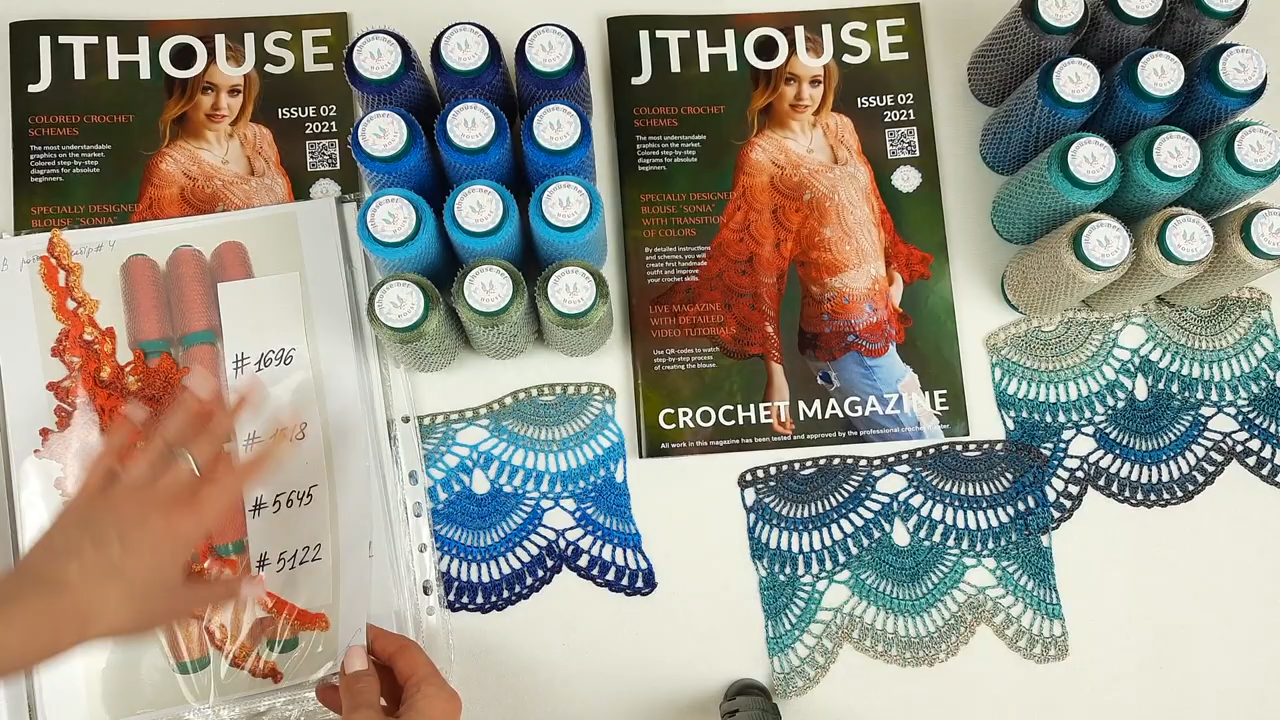 JTHOUSE
ISSUE 02
2021
COLORED CROCHET
SCHEMES
The most understandable
graphics on the market.
Colored step-by-step
diagrams for absolute
beginners.
SPECIALLY DESIGNED
BLOUSE "SONIA"
# 1696
# 5645
# 5122
JTHOUSE
ISSUE 02
2021
COLORED CROCHET
SCHEMES
The most understandable
graphics on the market.
Colored step-by-step
diagrams for absolute
beginners.
SPECIALLY DESIGNED
BLOUSE "SONIA"
WITH TRANSITION
OF COLORS
By detailed instructions
and schemes, you will
create first handmade
outfit and improve
your crochet skills.
LIVE MAGAZINE
WITH DETAILED
VIDEO TUTORIALS
Use QR-codes to watch
step-by-step process
of creating the blouse.
CROCHET MAGAZINE
All work in this magazine has been tested and approved by the professional crochet master.
jthouse.net
HOUSE